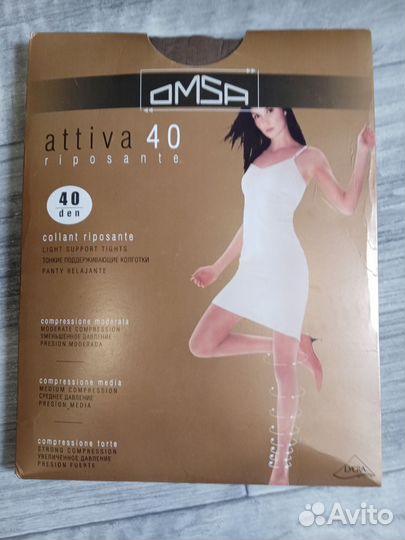 OMSA
attiva 40
riposante
40
den
collant riposante
LIGHT SUPPORT TIGHTS
ТОНКИЕ ПОДДЕРЖИВАЮЩИЕ КОЛГОТКИ
PANTY RELAJANTE
compressione moderata
MODERATE COMPRESSION
УМЕНЬШЕННОЕ ДАВЛЕНИЕ
PRESION MODERADA
compressione media
MEDIUM COMPRESSION
СРЕДНЕЕ ДАВЛЕНИЕ
PRESION MEDIA
compressione forte
STRONG COMPRESSION
УВЕЛИЧЕННОЕ ДАВЛЕНИЕ
PRESION FUERTE
LYCRA
Avito